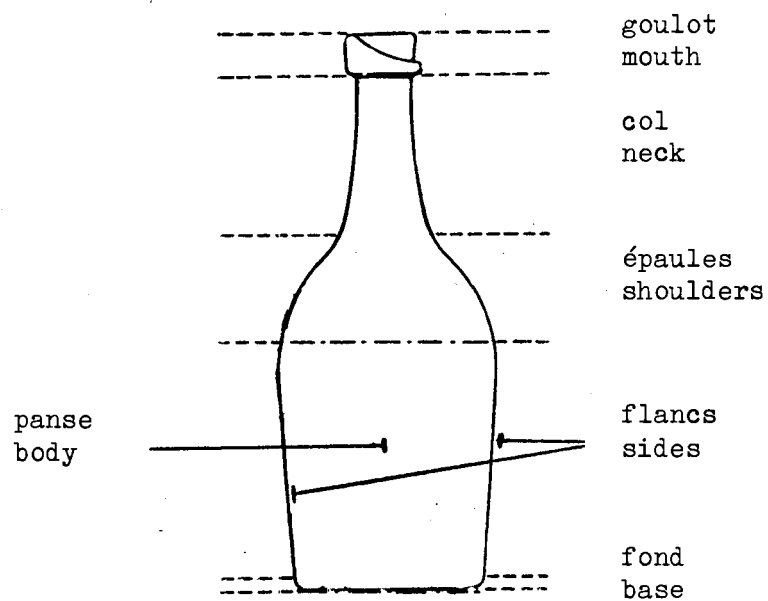 goulot
mouth
col
neck
épaules
shoulders
panse
body
flancs
sides
fond
base